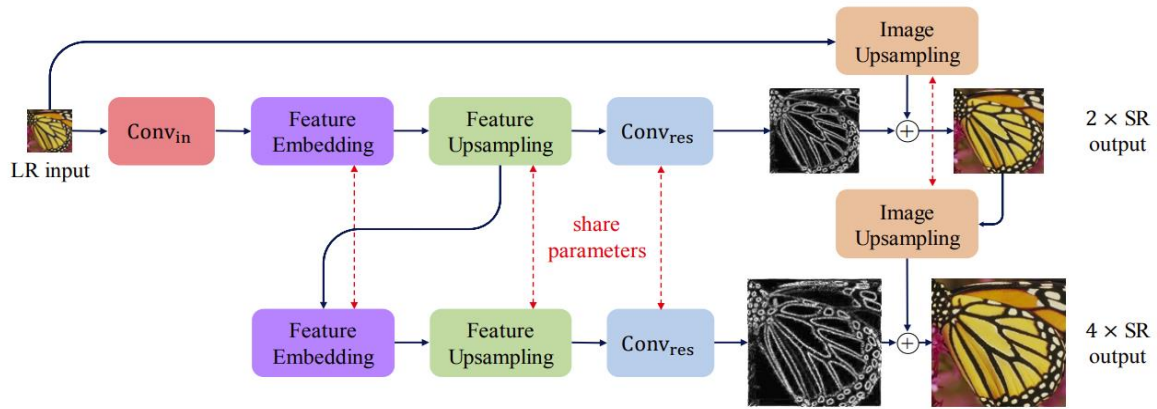 Image
Upsampling
LR input
Conv_in
Feature
Embedding
Feature
Upsampling
Conv_res
2 × SR
output
share
parameters
Image
Upsampling
Feature
Embedding
Feature
Upsampling
Conv_res
4 × SR
output